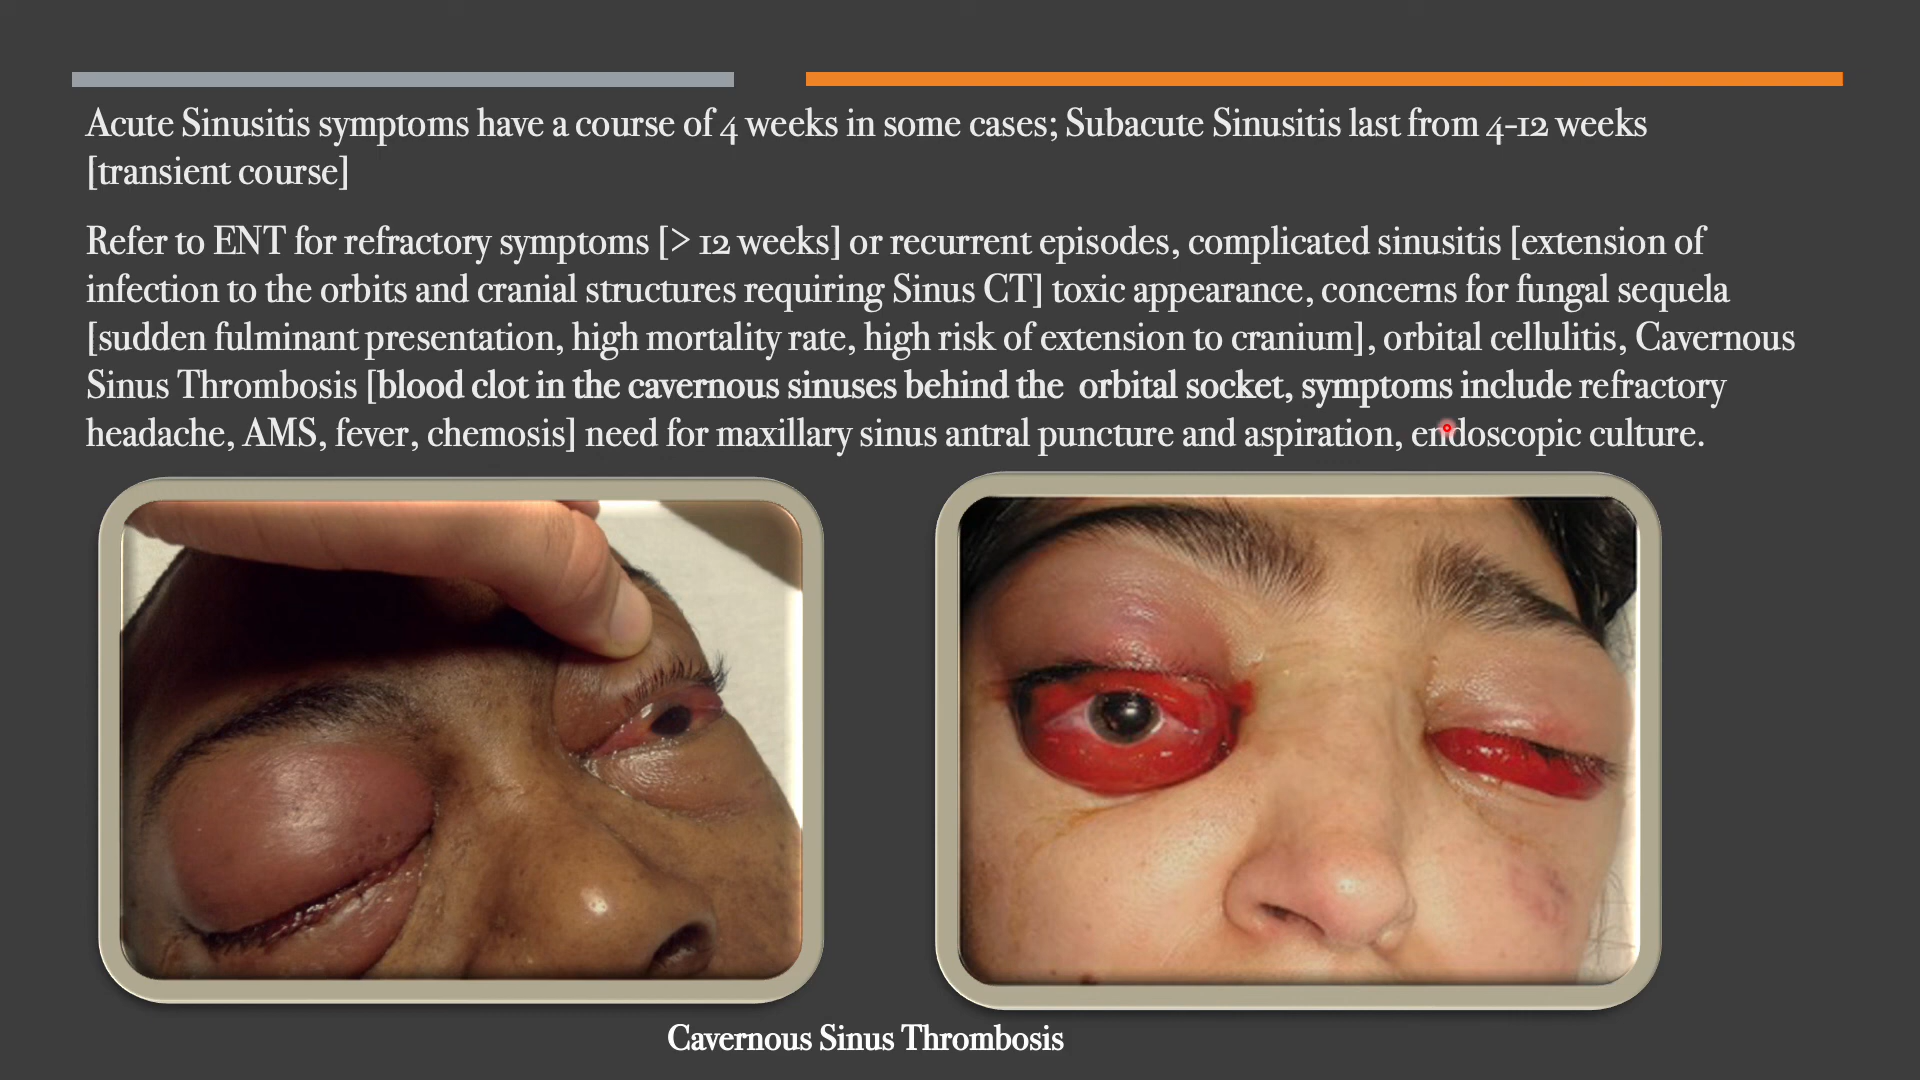 Acute Sinusitis symptoms have a course of 4 weeks in some cases; Subacute Sinusitis last from 4-12 weeks
[transient course]
Refer to ENT for refractory symptoms [> 12 weeks] or recurrent episodes, complicated sinusitis [extension of
infection to the orbits and cranial structures requiring Sinus CT] toxic appearance, concerns for fungal sequela
[sudden fulminant presentation, high mortality rate, high risk of extension to cranium], orbital cellulitis, Cavernous
Sinus Thrombosis [blood clot in the cavernous sinuses behind the  orbital socket, symptoms include refractory
headache, AMS, fever, chemosis] need for maxillary sinus antral puncture and aspiration, endoscopic culture.
Cavernous Sinus Thrombosis